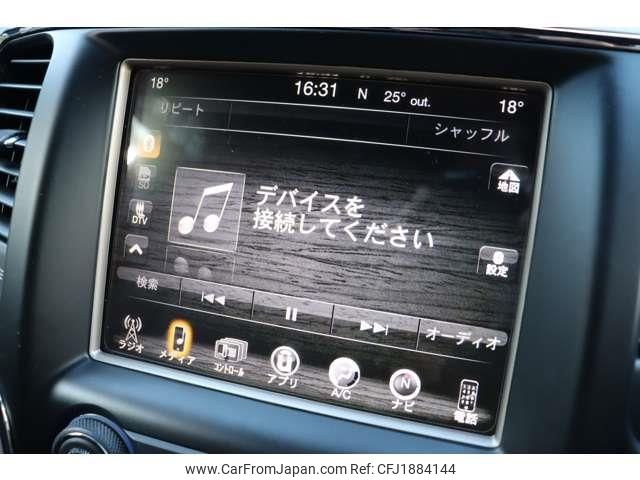 18° 16:31 N 25° out. 18°
リピート シャッフル
SD
DTV
デバイスを
接続してください
地図
設定
検索 オーディオ
ラジオ メディア コントロール アプリ A/C ナビ 電話
N
©CarFromJapan CarFromJapan.com REF CFJ1884144